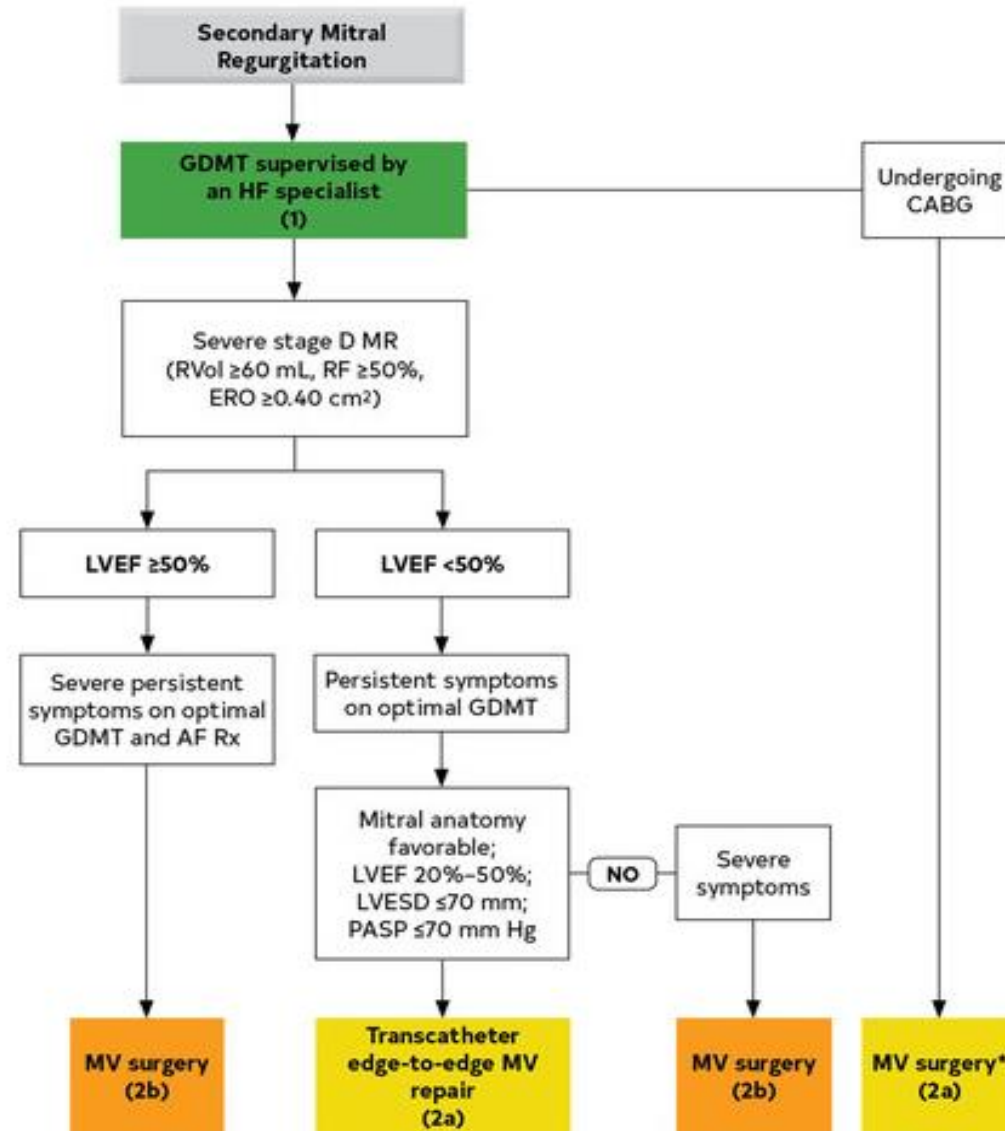 Secondary Mitral
Regurgitation
GDMT supervised by
an HF specialist
(1)
Undergoing
CABG
Severe stage D MR
(RVol ≥60 mL, RF ≥50%,
ERO ≥0.40 cm²)
LVEF ≥50%
LVEF <50%
Severe persistent
symptoms on optimal
GDMT and AF Rx
Persistent symptoms
on optimal GDMT
Mitral anatomy
favorable;
LVEF 20%–50%;
LVESD ≤70 mm;
PASP ≤70 mm Hg
NO
Severe
symptoms
MV surgery
(2b)
Transcatheter
edge-to-edge MV
repair
(2a)
MV surgery
(2b)
MV surgery*
(2a)